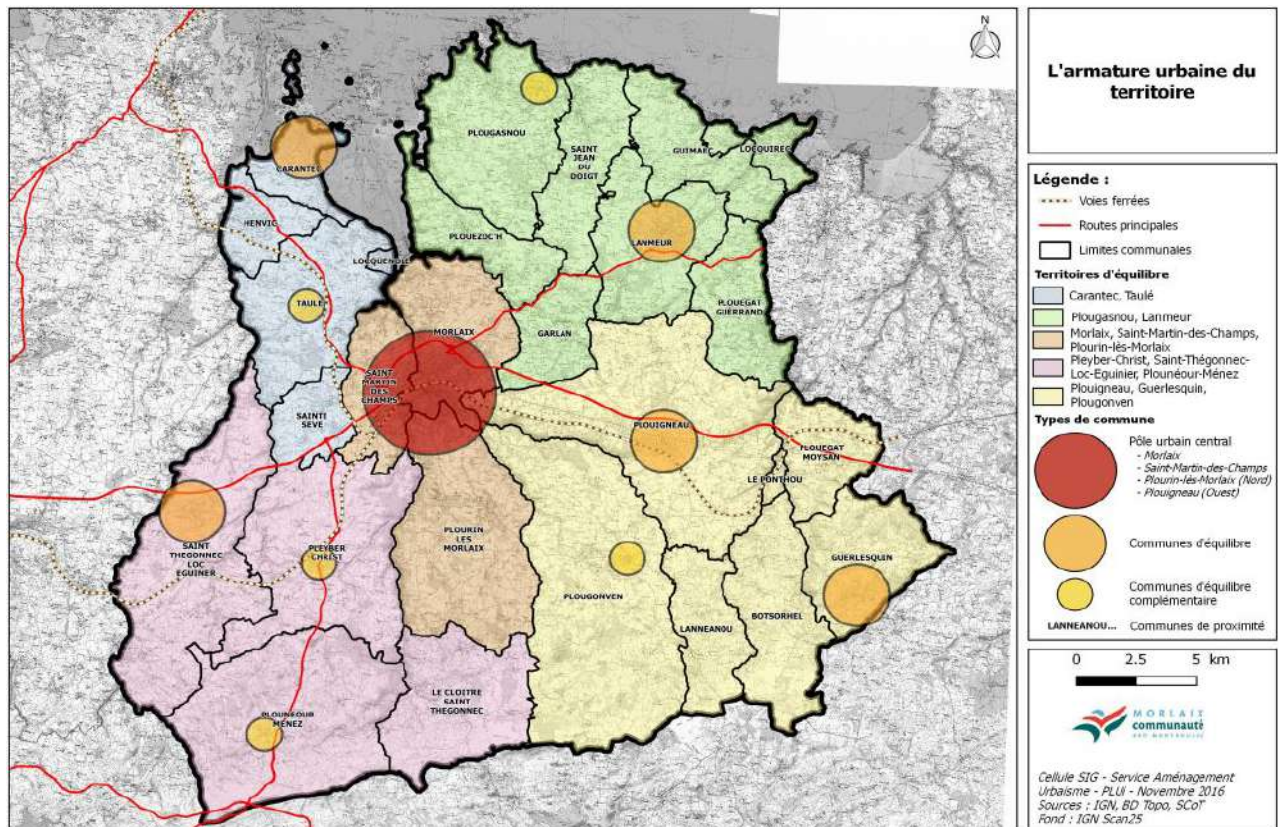 L'armature urbaine du
territoire
N
Légende :
Voies ferrées
Routes principales
Limites communales
Territoires d'équilibre
Carantec, Taulé
Plougasnou, Lanmeur
Morlaix, Saint-Martin-des-Champs,
Plourin-lès-Morlaix
Pleyber-Christ, Saint-Thégonnec-
Loc-Eguinier, Plounéour-Ménez
Plouigneau, Guerlesquin,
Plougonven
Types de commune
Pôle urbain central
- Morlaix
- Saint-Martin-des-Champs
- Plourin-lès-Morlaix (Nord)
- Plouigneau (Ouest)
Communes d'équilibre
Communes d'équilibre
complémentaire
LANNEANOU... Communes de proximité
0 2.5 5 km
MORLAIX
communauté
Cellule SIG - Service Aménagement
Urbaisme - PLUi - Novembre 2016
Sources : IGN, BD Topo, SCoT
Fond : IGN Scan25
PLOUGASNOU
SAINT
JEAN
DU
DOIGT
GUIMAEC
LOCQUIREC
CARANTEC
HENVIC
PLOUEZOC'H
LANMEUR
LOCQUENOLE
TAULE
PLOUEGAT
GUERRAND
MORLAIX
GARLAN
SAINT
MARTIN
DES
CHAMPS
SAINTE
SEVE
PLOUIGNEAU
PLOUEGAT
MOYSAN
LE PONTHOU
SAINT
THEGONNEC
LOC
EGUINER
PLEYBER
CHRIST
PLOURIN
LES
MORLAIX
GUERLESQUIN
PLOUGONVEN
LANNEANOU
BOTSORHEL
LE CLOITRE
SAINT
THEGONNEC
PLOUNEOUR
MÉNEZ